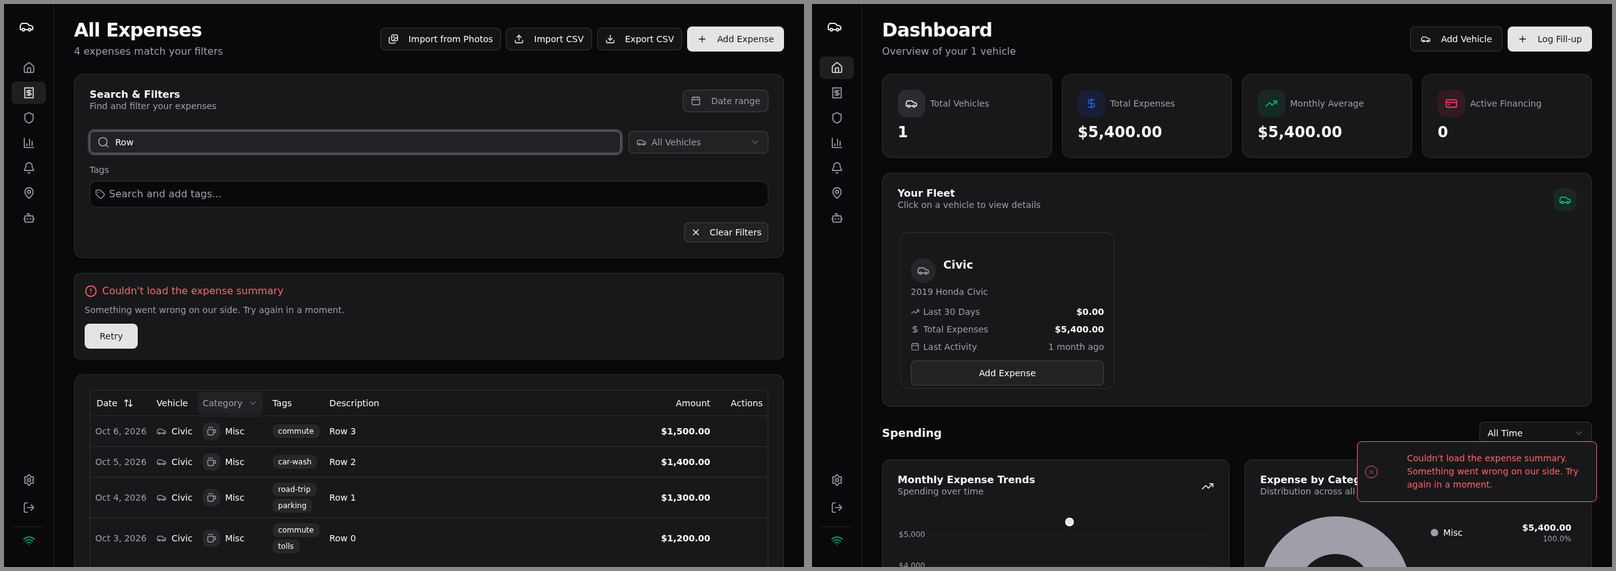 All Expenses
4 expenses match your filters
Import from Photos
Import CSV
Export CSV
Add Expense
Search & Filters
Find and filter your expenses
Date range
Row
All Vehicles
Tags
Search and add tags...
Clear Filters
Couldn't load the expense summary
Something went wrong on our side. Try again in a moment.
Retry
Date Vehicle Category Tags Description Amount Actions
Oct 6, 2026 Civic Misc commute Row 3 $1,500.00
Oct 5, 2026 Civic Misc car-wash Row 2 $1,400.00
Oct 4, 2026 Civic Misc road-trip parking Row 1 $1,300.00
Oct 3, 2026 Civic Misc commute tolls Row 0 $1,200.00
Dashboard
Overview of your 1 vehicle
Add Vehicle
Log Fill-up
Total Vehicles
1
Total Expenses
$5,400.00
Monthly Average
$5,400.00
Active Financing
0
Your Fleet
Click on a vehicle to view details
Civic
2019 Honda Civic
Last 30 Days $0.00
Total Expenses $5,400.00
Last Activity 1 month ago
Add Expense
Spending
All Time
Monthly Expense Trends
Spending over time
$5,000
$4,000
Expense by Categ
Distribution across all
Misc $5,400.00
100.0%
Couldn't load the expense summary.
Something went wrong on our side. Try
again in a moment.